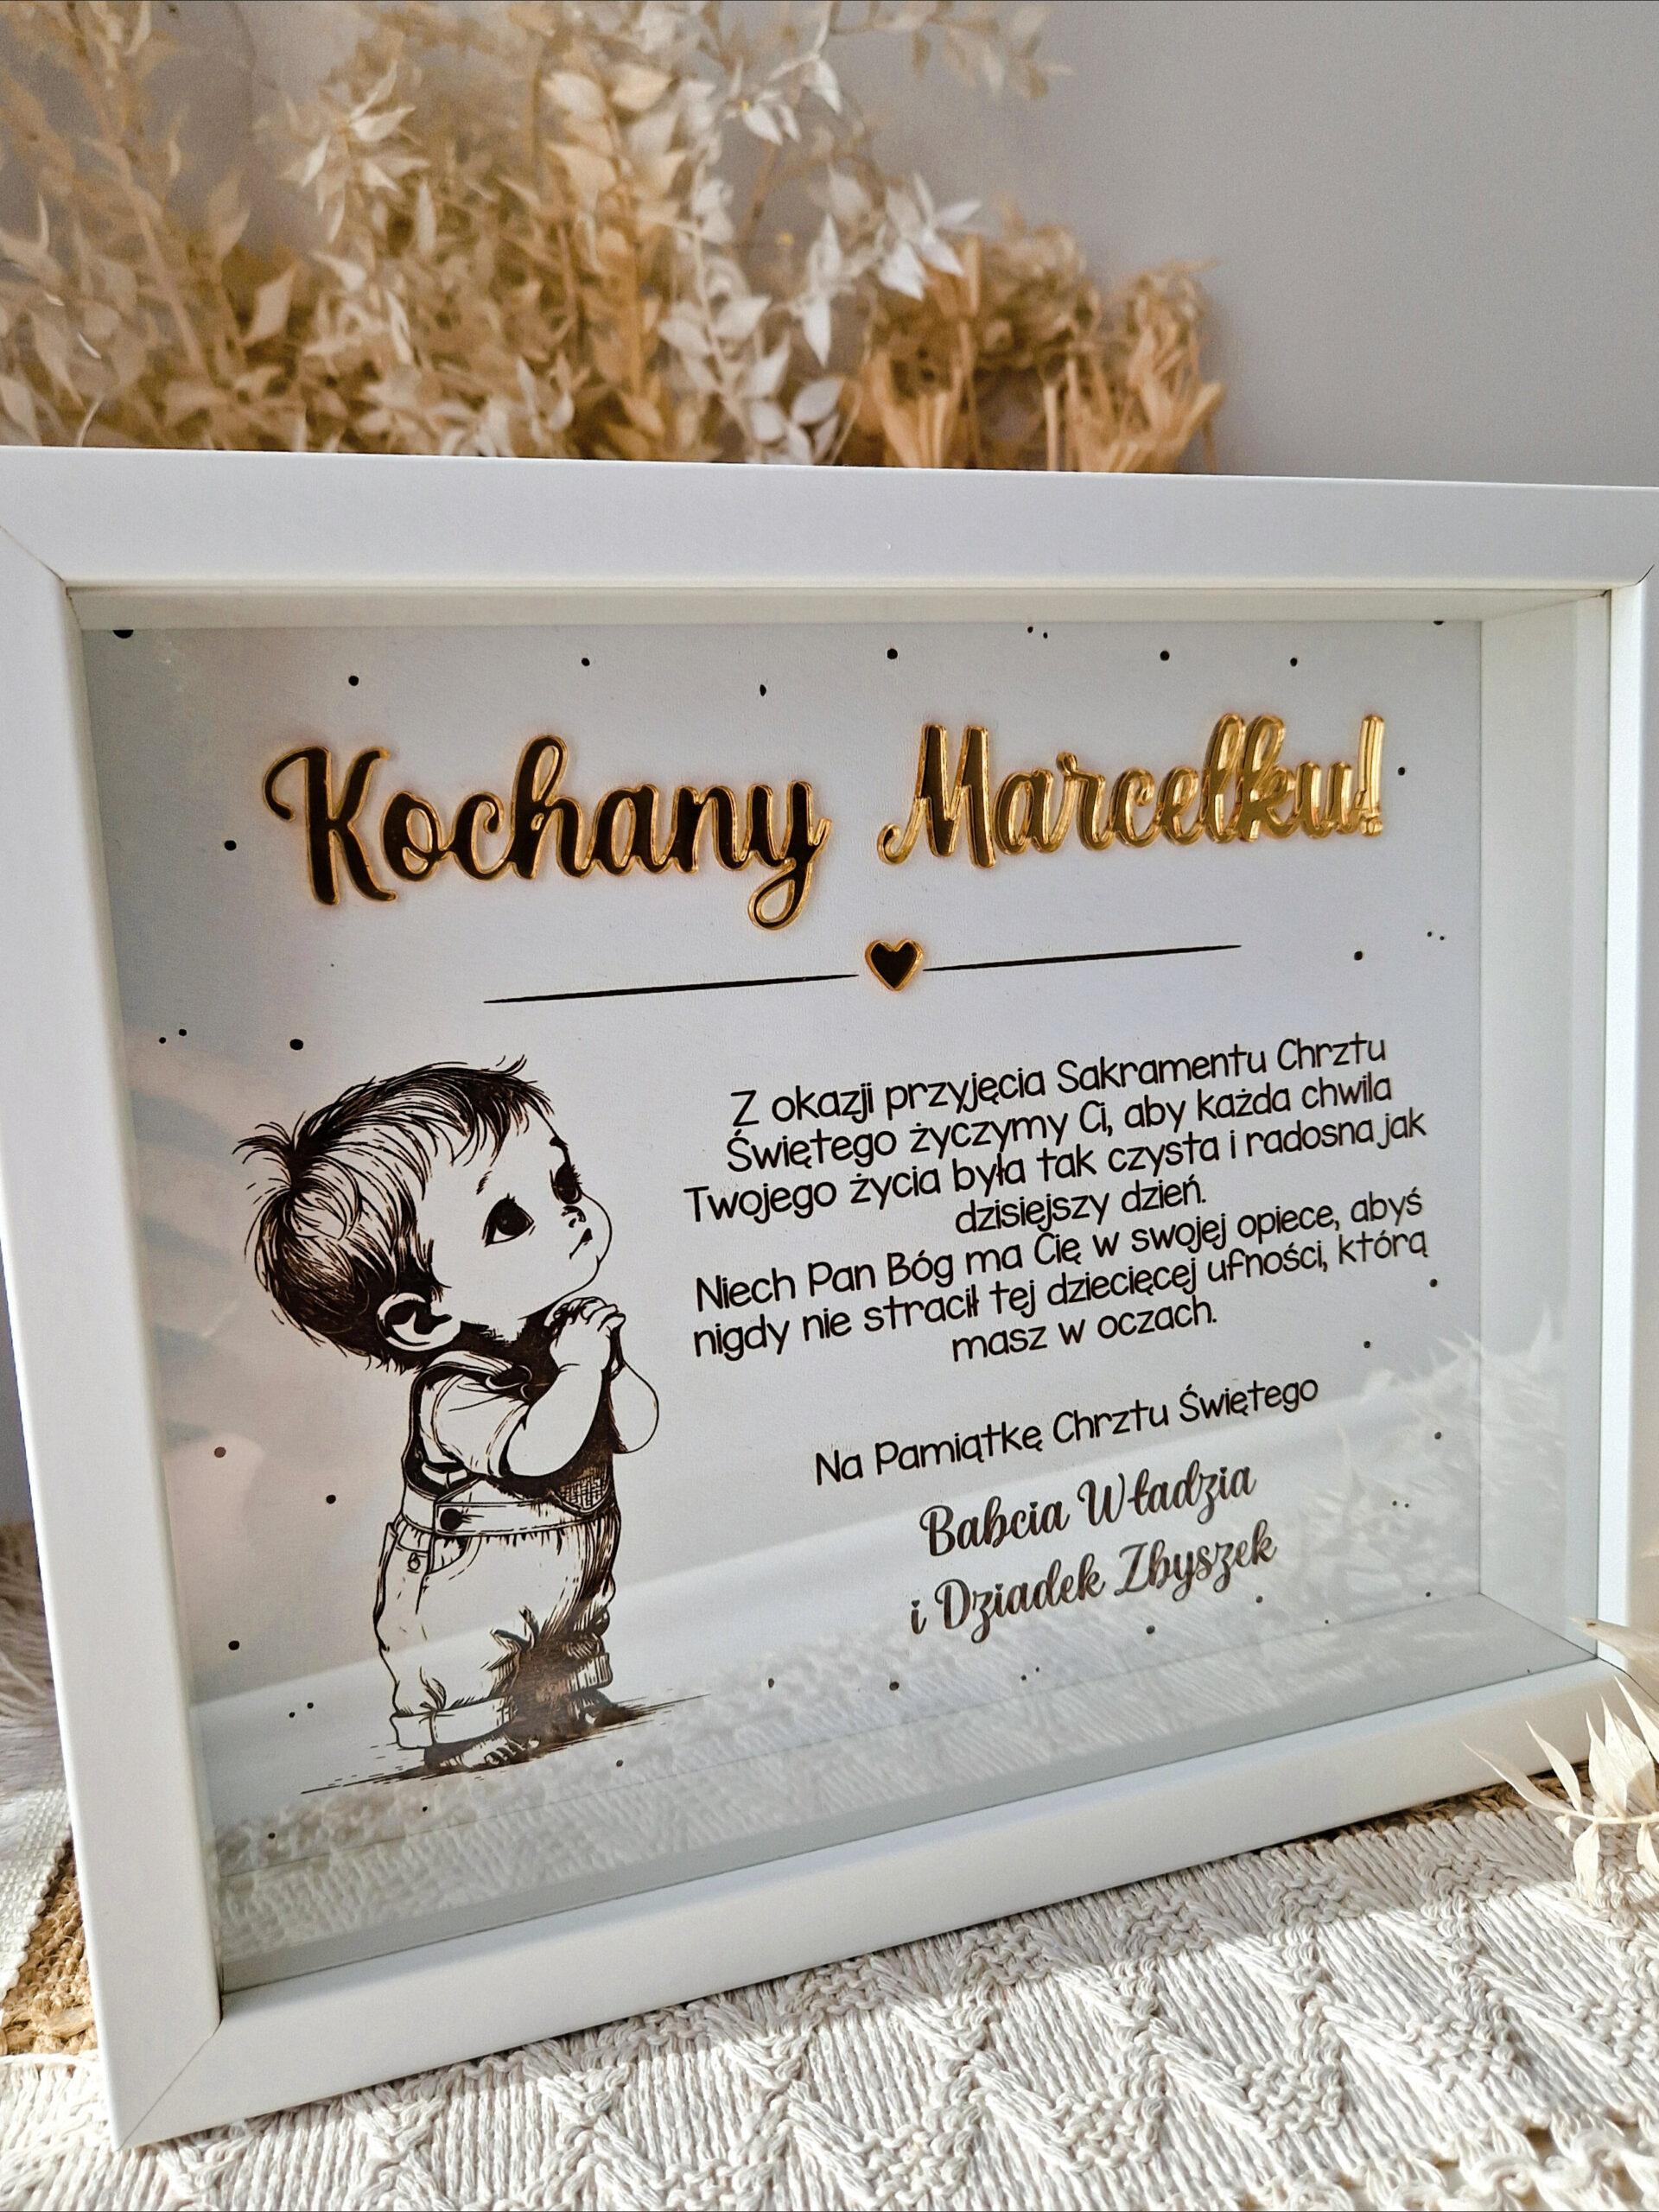 Kochany Marcelku!
Z okazji przyjęcia Sakramentu Chrztu
Świętego życzymy Ci, aby każda chwila
Twojego życia była tak czysta i radosna jak
dzisiejszy dzień.
Niech Pan Bóg ma Cię w swojej opiece, abyś
nigdy nie stracił tej dziecięcej ufności, którą
masz w oczach.
Na Pamiątkę Chrztu Świętego
Babcia Władzia
i Dziadek Zbyszek